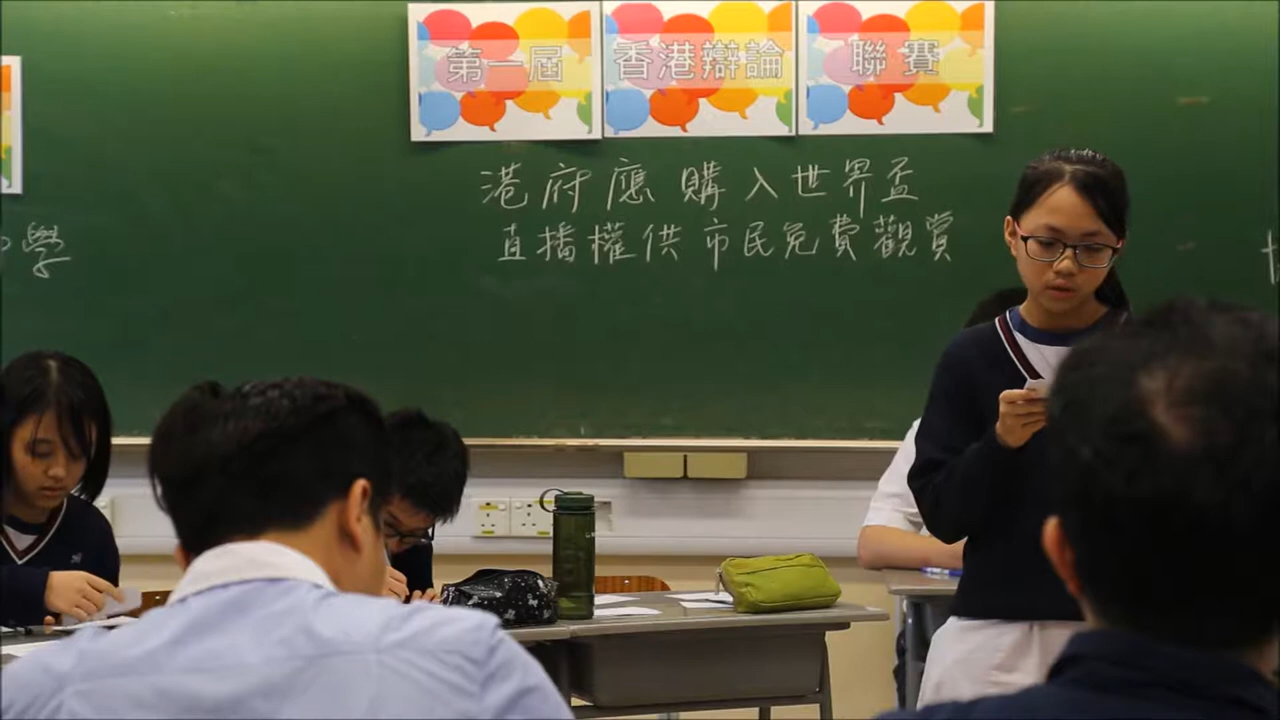 第一屆 香港辯論 聯賽
港府應購入世界盃
直播權供市民免費觀賞
學